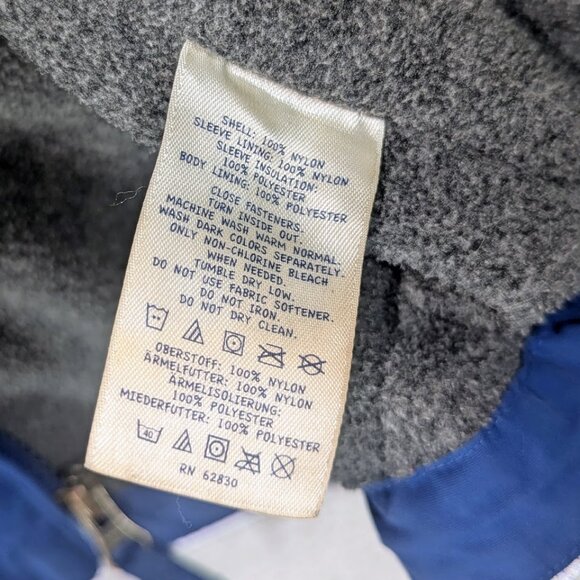 SHELL: 100% NYLON
SLEEVE LINING: 100% NYLON
SLEEVE INSULATION:
100% POLYESTER
BODY LINING: 100% POLYESTER
CLOSE FASTENERS.
TURN INSIDE OUT.
MACHINE WASH WARM NORMAL.
WASH DARK COLORS SEPARATELY.
ONLY NON-CHLORINE BLEACH
WHEN NEEDED.
TUMBLE DRY LOW.
DO NOT USE FABRIC SOFTENER.
DO NOT IRON.
DO NOT DRY CLEAN.
OBERSTOFF: 100% NYLON
ÄRMELFUTTER: 100% NYLON
ÄRMELISOLIERUNG:
100% POLYESTER
MIEDERFUTTER: 100% POLYESTER
40
RN 62830